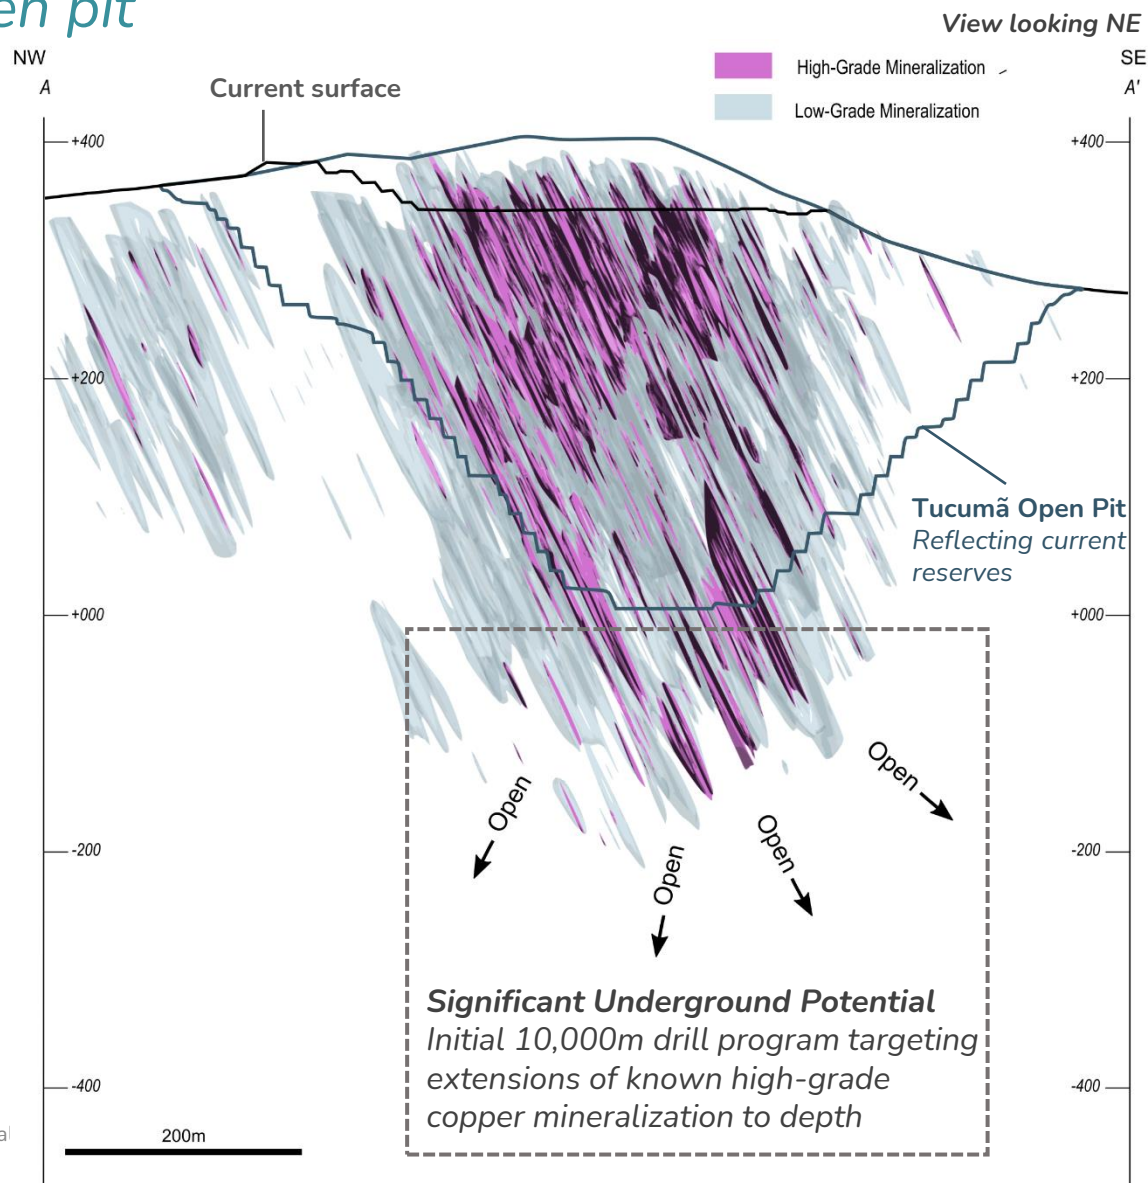 en pit
View looking NE
NW
SE
A
A'
Current surface
High-Grade Mineralization
Low-Grade Mineralization
+400
+400
+200
+200
Tucumã Open Pit
Reflecting current
reserves
+000
+000
Open
Open
Open
Open
-200
-200
Significant Underground Potential
Initial 10,000m drill program targeting
extensions of known high-grade
copper mineralization to depth
-400
-400
al
200m